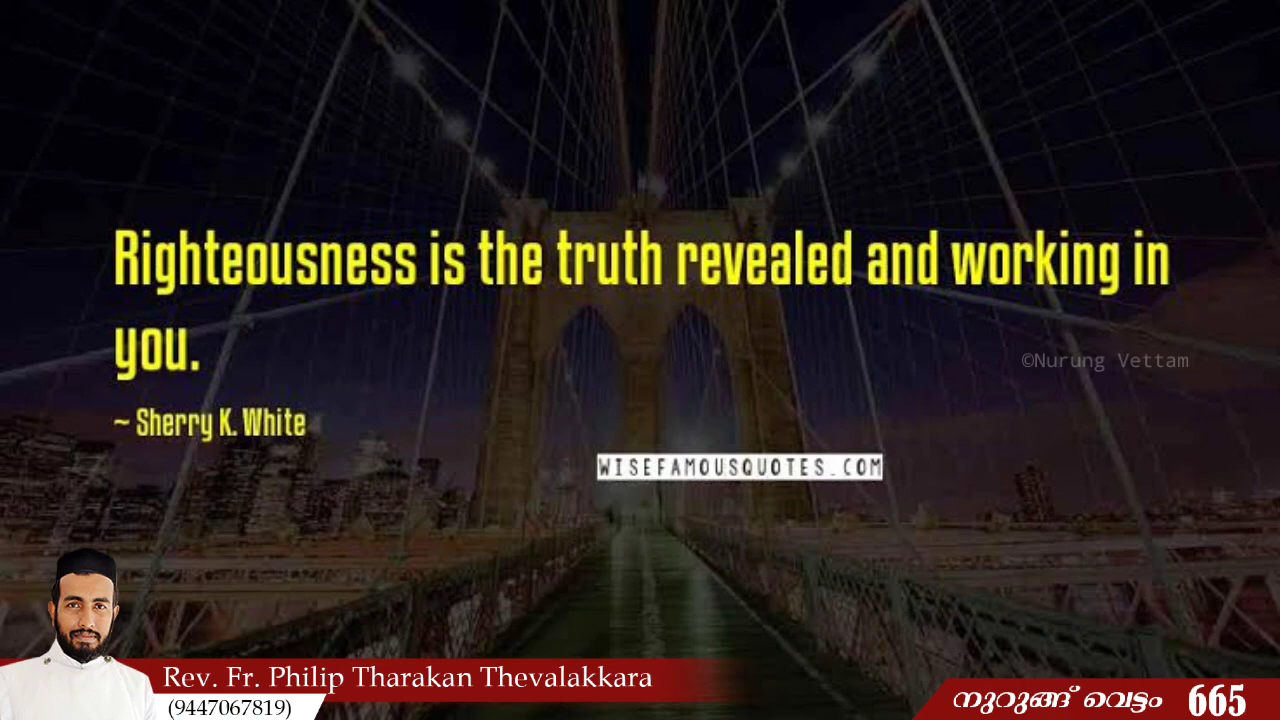 Righteousness is the truth revealed and working in
you.
©Nurung Vettam
~ Sherry K. White
WISEFAMOUSQUOTES.COM
Rev. Fr. Philip Tharakan Thevalakkara
(9447067819)
നുറുങ്ങ് വെട്ടം 665